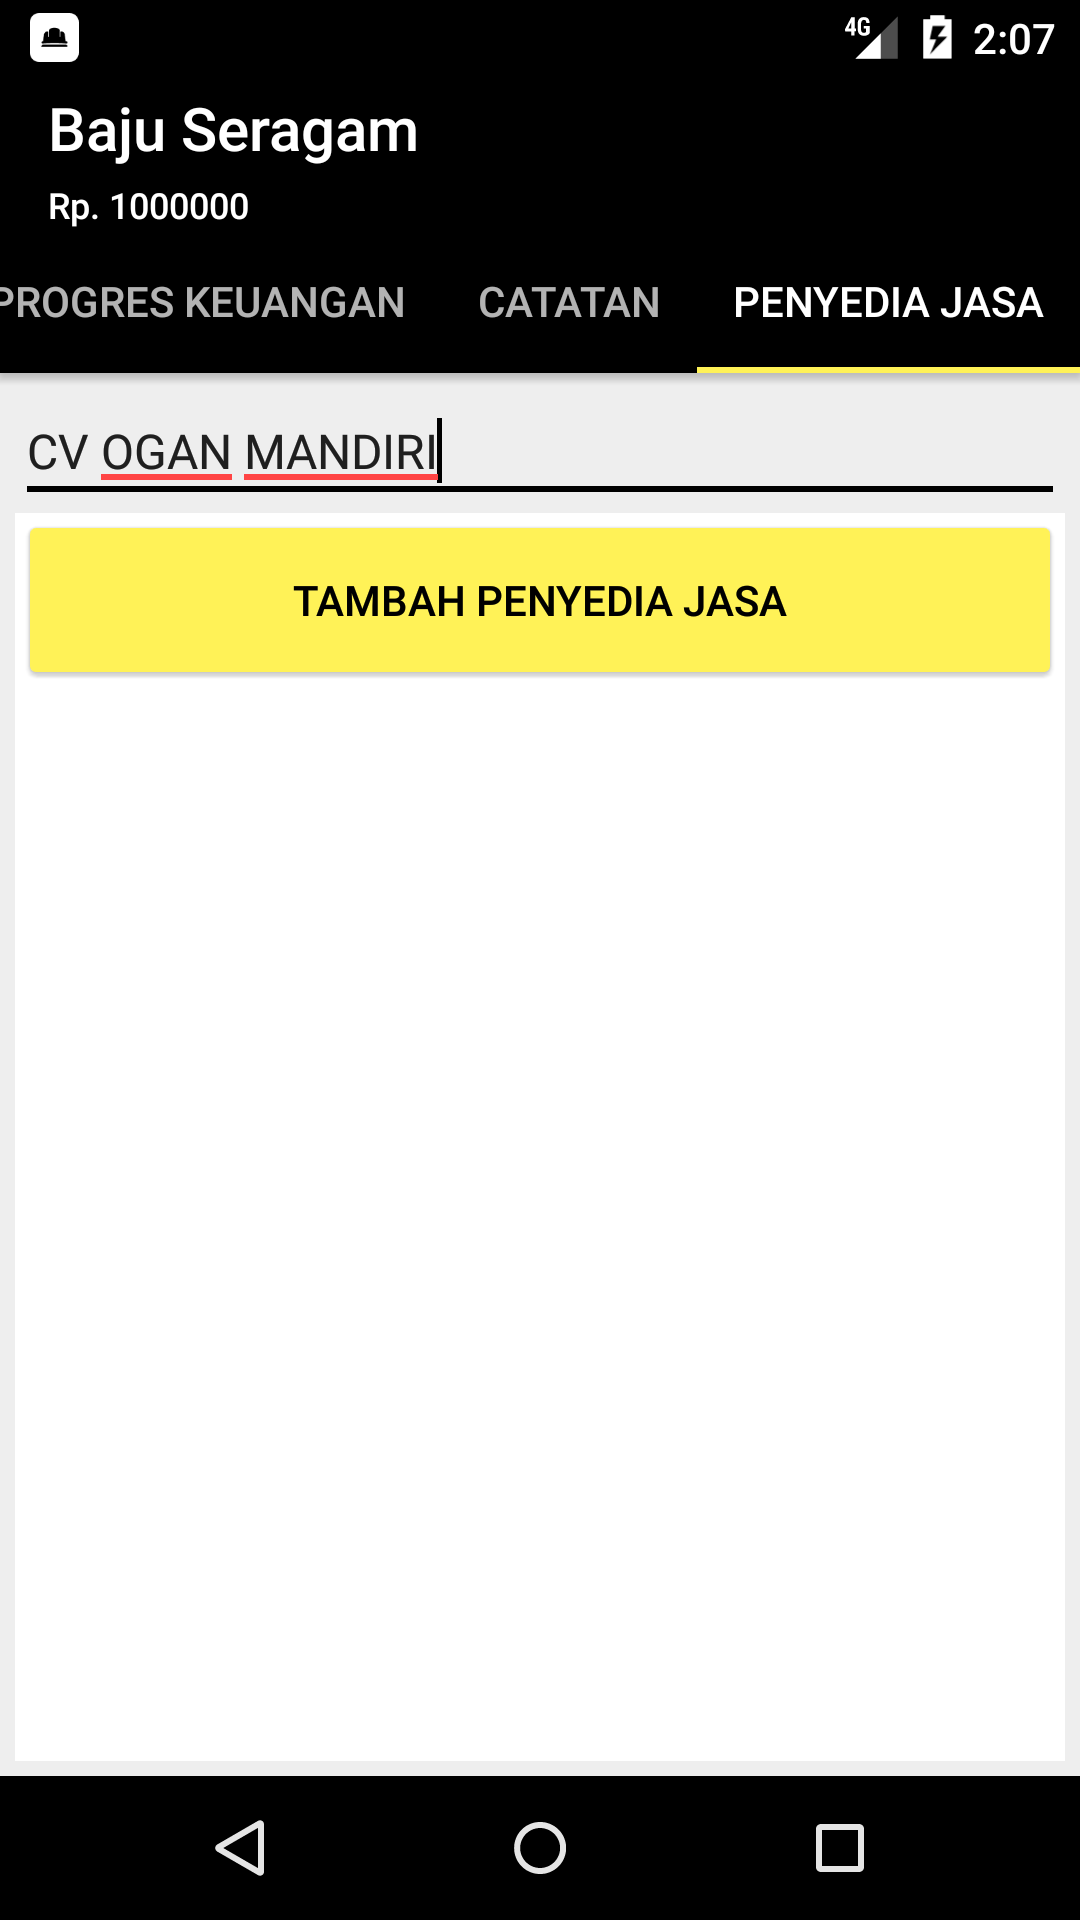 4G 2:07
Baju Seragam
Rp. 1000000
PROGRES KEUANGAN CATATAN PENYEDIA JASA
CV OGAN MANDIRI
TAMBAH PENYEDIA JASA